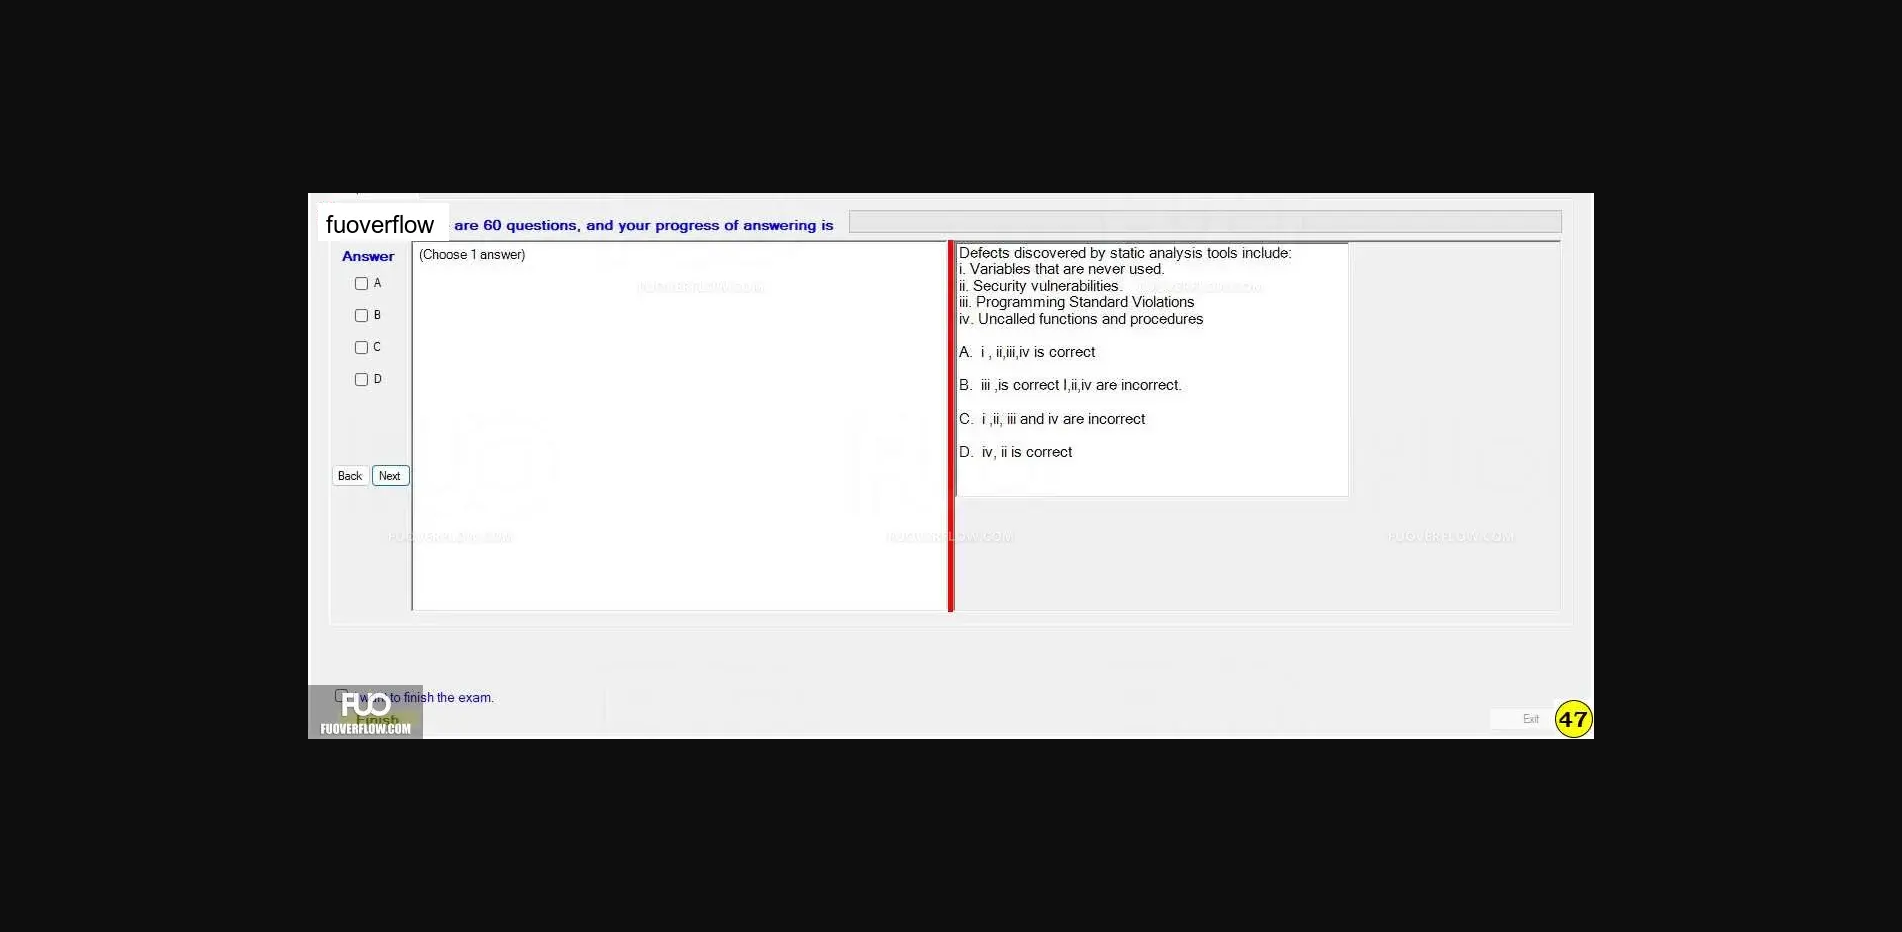 fuoverflow
are 60 questions, and your progress of answering is
Answer
(Choose 1 answer)
A
B
C
D
Back
Next
Defects discovered by static analysis tools include:
i. Variables that are never used.
ii. Security vulnerabilities.
iii. Programming Standard Violations
iv. Uncalled functions and procedures
A. i , ii,iii,iv is correct
B. iii ,is correct I,ii,iv are incorrect.
C. i ,ii, iii and iv are incorrect
D. iv, ii is correct
FUOVERFLOW.COM
FUOVERFLOW.COM
FUOVERFLOW.COM
FUOVERFLOW.COM
FUOVERFLOW.COM
I want to finish the exam.
FUO
Finish
FUOVERFLOW.COM
Exit
47